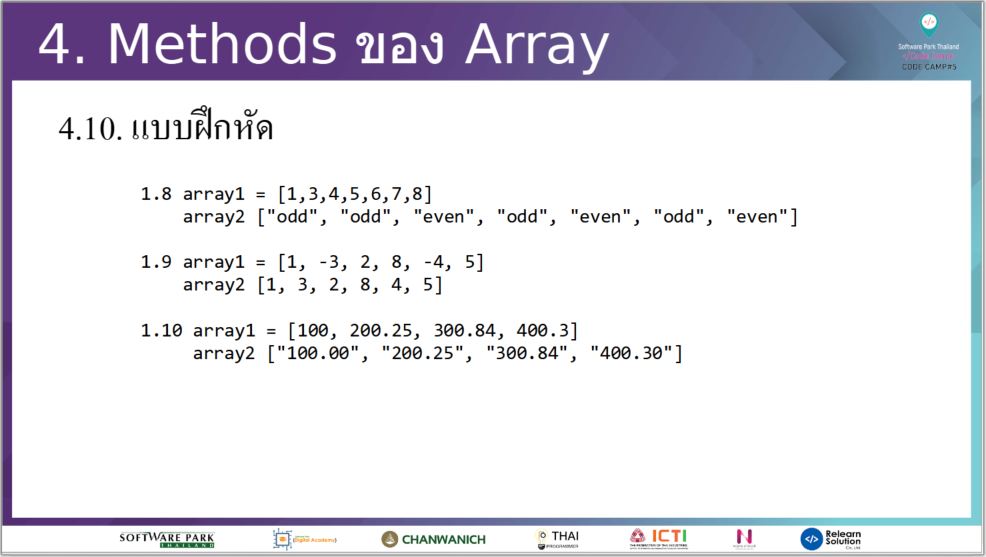 4. Methods ของ Array
Software Park Thailand
</Code Camp>
CODE CAMP#5
4.10. แบบฝึกหัด
1.8 array1 = [1,3,4,5,6,7,8]
array2 ["odd", "odd", "even", "odd", "even", "odd", "even"]
1.9 array1 = [1, -3, 2, 8, -4, 5]
array2 [1, 3, 2, 8, 4, 5]
1.10 array1 = [100, 200.25, 300.84, 400.3]
array2 ["100.00", "200.25", "300.84", "400.30"]
SOFTWARE PARK
THAILAND
(Digital Academy)
CHANWANICH
THAI
PROGRAMMER
ICTI
N
</>
Relearn
Solution
Co., Ltd.